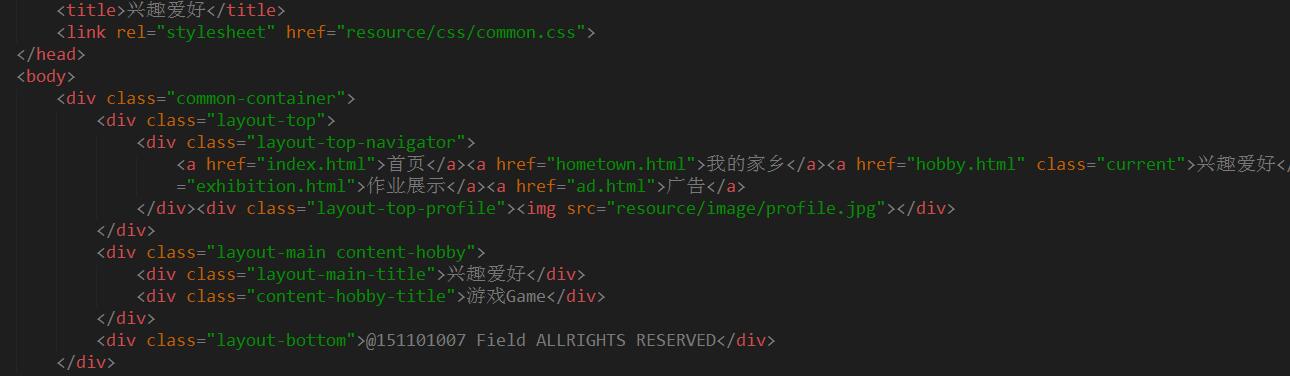 <title>兴趣爱好</title>
<link rel="stylesheet" href="resource/css/common.css">
</head>
<body>
<div class="common-container">
<div class="layout-top">
<div class="layout-top-navigator">
<a href="index.html">首页</a><a href="hometown.html">我的家乡</a><a href="hobby.html" class="current">兴趣爱好</
="exhibition.html">作业展示</a><a href="ad.html">广告</a>
</div><div class="layout-top-profile"><img src="resource/image/profile.jpg"></div>
</div>
<div class="layout-main content-hobby">
<div class="layout-main-title">兴趣爱好</div>
<div class="content-hobby-title">游戏Game</div>
</div>
<div class="layout-bottom">@151101007 Field ALLRIGHTS RESERVED</div>
</div>